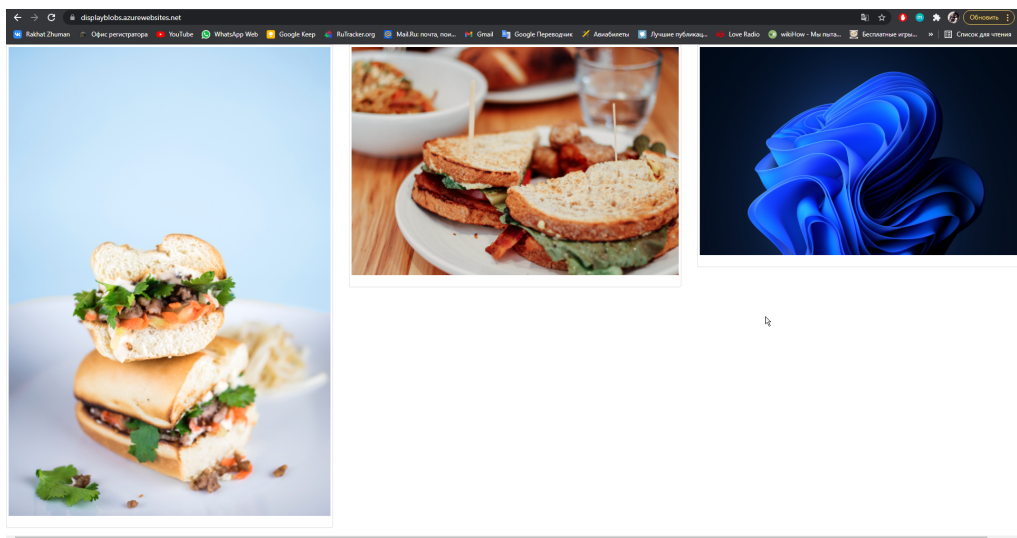 displayblobs.azurewebsites.net
Обновить
Rakhat Zhuman Офис регистратора YouTube WhatsApp Web Google Keep RuTracker.org Mail.Ru: почта, пои... Gmail Google Переводчик Авиабилеты Лучшие публикац... Love Radio wikiHow - Мы пыта... Бесплатные игры... » Список для чтения